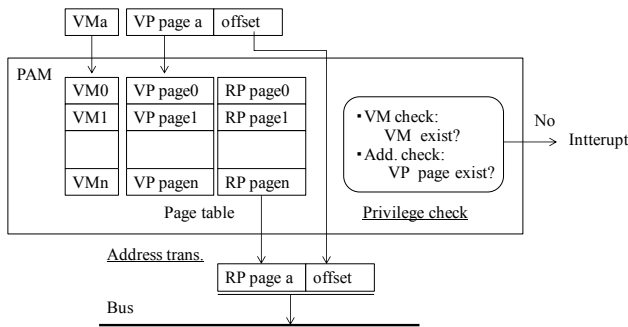 VMa VP page a offset
PAM
VM0 VP page0 RP page0
VM1 VP page1 RP page1
VMn VP pagen RP pagen
Page table
・VM check:
VM exist?
・Add. check:
VP page exist?
Privilege check
No
Intterupt
Address trans.
RP page a offset
Bus